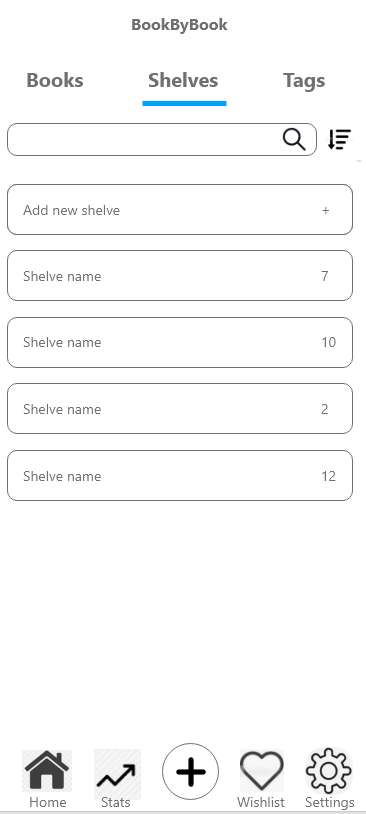 BookByBook
Books Shelves Tags
Add new shelve +
Shelve name 7
Shelve name 10
Shelve name 2
Shelve name 12
Home Stats Wishlist Settings